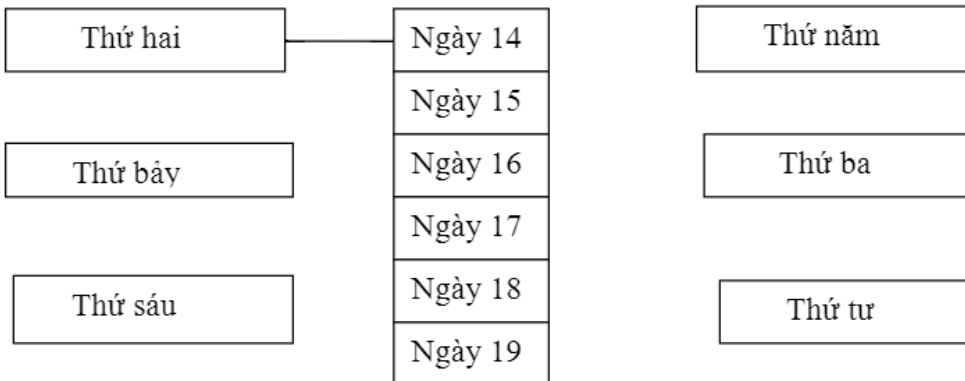 Thứ hai
Ngày 14
Thứ năm
Ngày 15
Thứ bảy
Ngày 16
Thứ ba
Ngày 17
Thứ sáu
Ngày 18
Thứ tư
Ngày 19